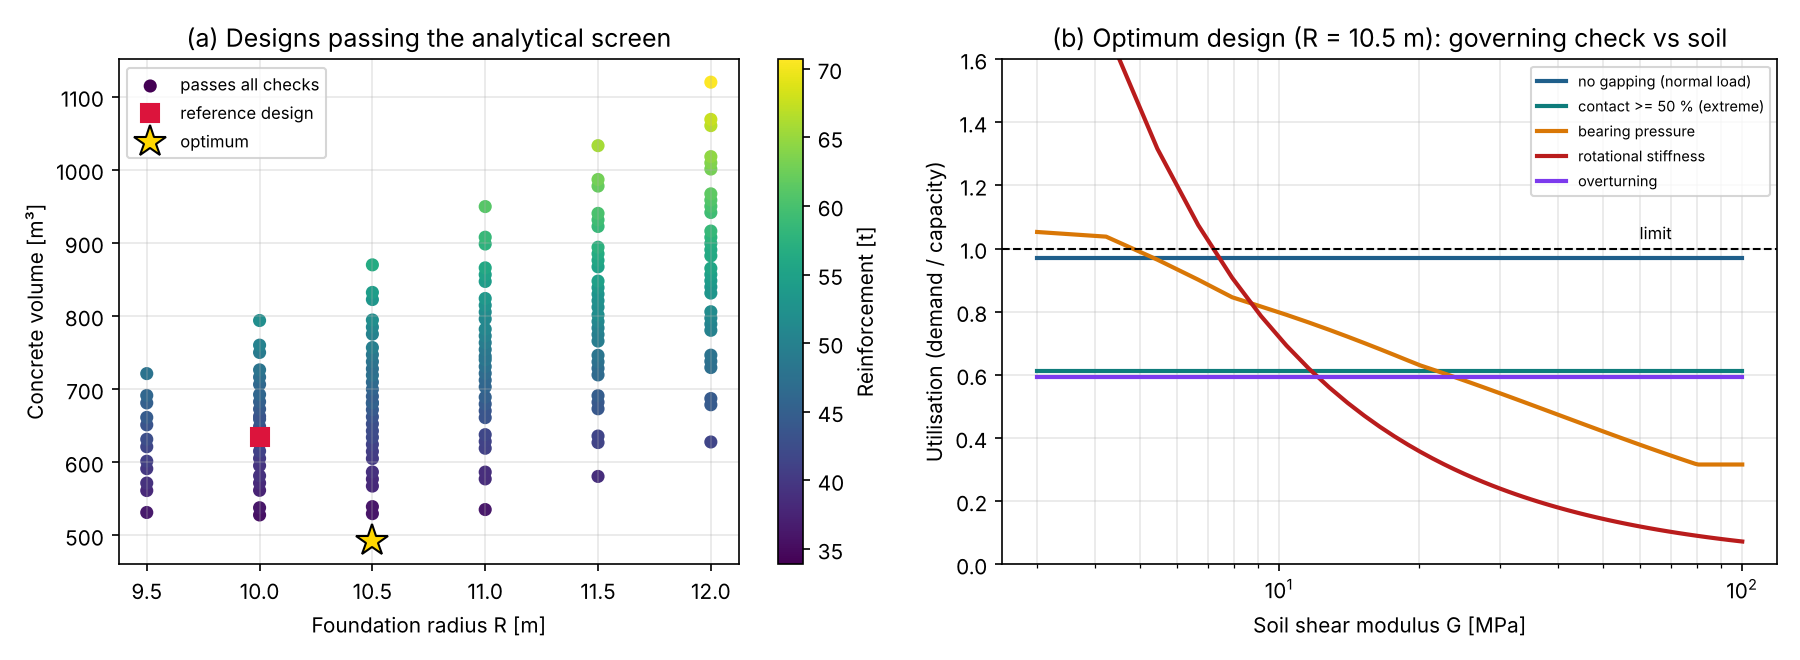 (a) Designs passing the analytical screen
passes all checks
reference design
optimum
1100
1000
900
800
700
600
500
Concrete volume [m³]
9.5
10.0
10.5
11.0
11.5
12.0
Foundation radius R [m]
70
65
60
55
50
45
40
35
Reinforcement [t]
(b) Optimum design (R = 10.5 m): governing check vs soil
no gapping (normal load)
contact >= 50 % (extreme)
bearing pressure
rotational stiffness
overturning
limit
1.6
1.4
1.2
1.0
0.8
0.6
0.4
0.2
0.0
Utilisation (demand / capacity)
10¹
10²
Soil shear modulus G [MPa]